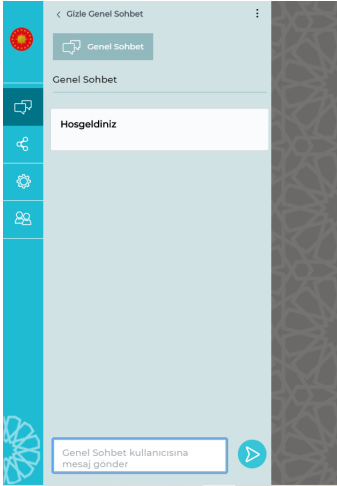 Gizle Genel Sohbet
Genel Sohbet
Genel Sohbet
Hosgeldiniz
Genel Sohbet kullanıcısına
mesaj gönder